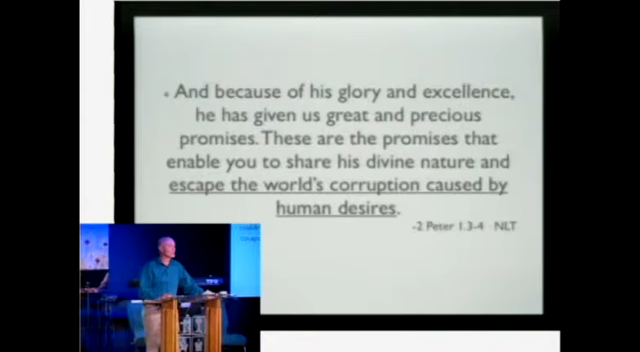 • And because of his glory and excellence,
he has given us great and precious
promises. These are the promises that
enable you to share his divine nature and
escape the world's corruption caused by
human desires.
-2 Peter 1.3-4 NLT